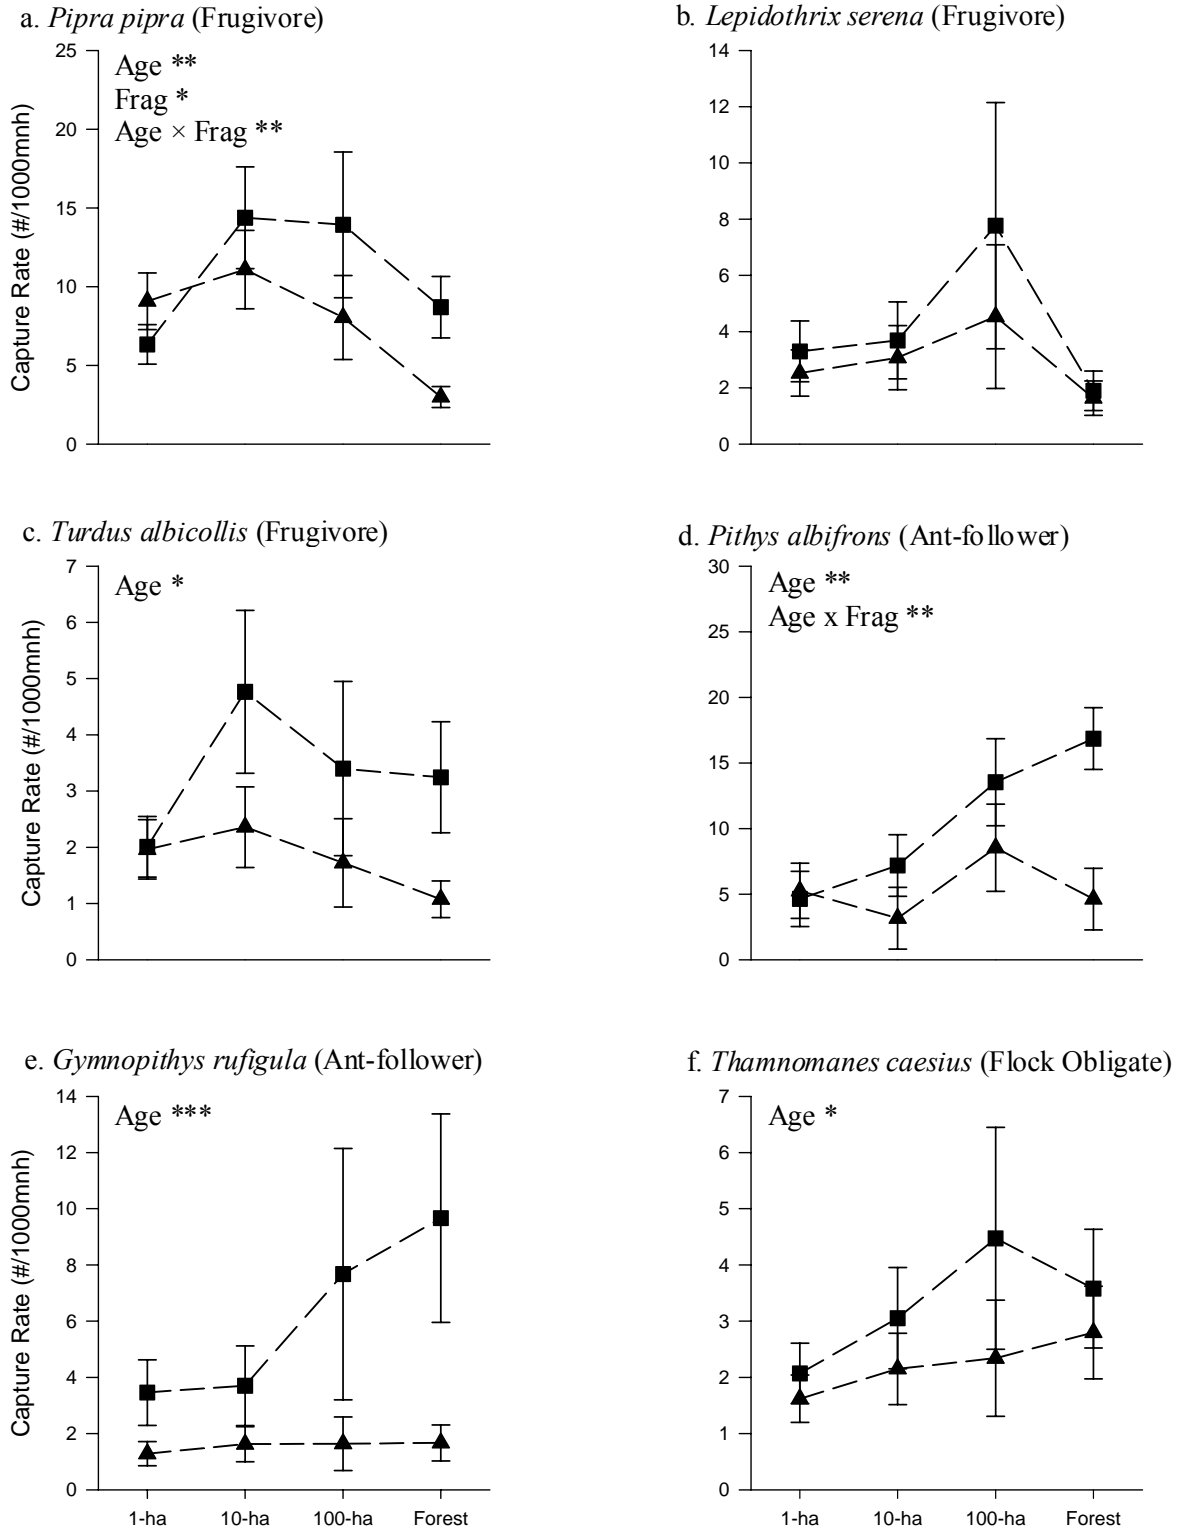 a. Pipra pipra (Frugivore)
25
20
15
10
5
0
Capture Rate (#/1000mnh)
Age **
Frag *
Age × Frag **
b. Lepidothrix serena (Frugivore)
14
12
10
8
6
4
2
0
c. Turdus albicollis (Frugivore)
7
6
5
4
3
2
1
0
Capture Rate (#/1000mnh)
Age *
d. Pithys albifrons (Ant-follower)
30
25
20
15
10
5
0
Age **
Age x Frag **
e. Gymnopithys rufigula (Ant-follower)
14
12
10
8
6
4
2
0
Capture Rate (#/1000mnh)
Age ***
1-ha 10-ha 100-ha Forest
f. Thamnomanes caesius (Flock Obligate)
7
6
5
4
3
2
1
0
Age *
1-ha 10-ha 100-ha Forest